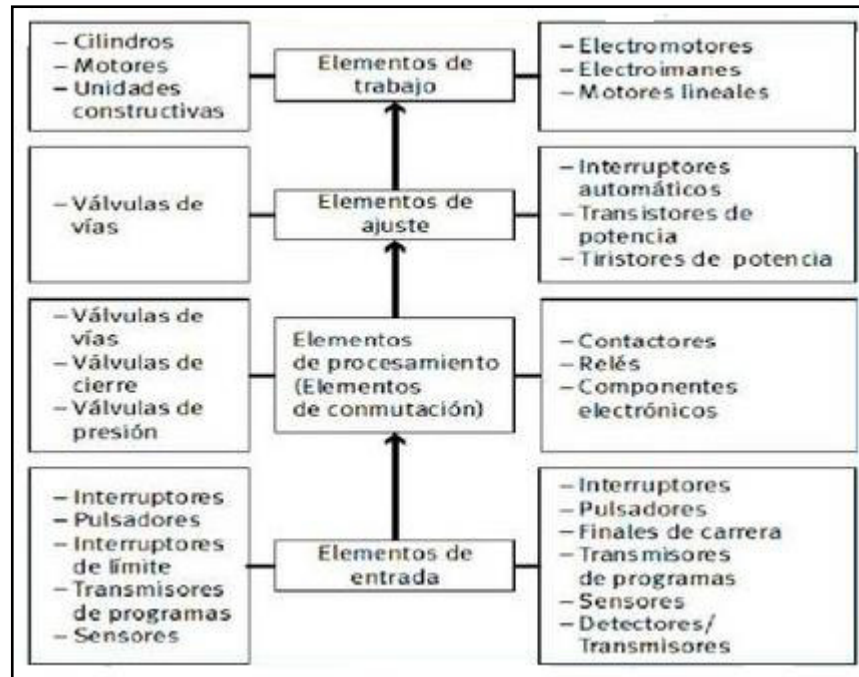 – Cilindros
– Motores
– Unidades
constructivas
Elementos de
trabajo
– Electromotores
– Electroimanes
– Motores lineales
– Válvulas de
vías
Elementos de
ajuste
– Interruptores
automáticos
– Transistores de
potencia
– Tiristores de potencia
– Válvulas de
vías
– Válvulas de
cierre
– Válvulas de
presión
Elementos
de procesamiento
(Elementos
de conmutación)
– Contactores
– Relés
– Componentes
electrónicos
– Interruptores
– Pulsadores
– Interruptores
de límite
– Transmisores
de programas
– Sensores
Elementos de
entrada
– Interruptores
– Pulsadores
– Finales de carrera
– Transmisores
de programas
– Sensores
– Detectores/
Transmisores